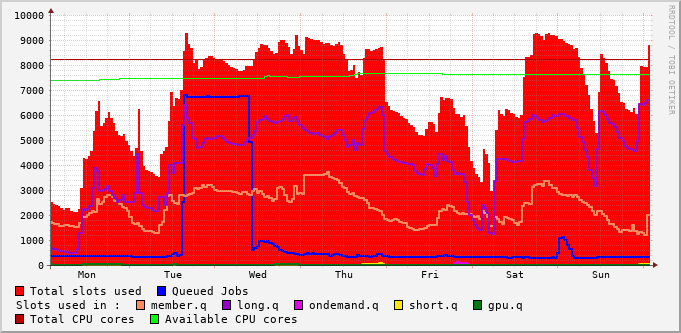 10000
9000
8000
7000
6000
5000
4000
3000
2000
1000
0
Mon Tue Wed Thu Fri Sat Sun
RRDTOOL / TOBI OETIKER
Total slots used Queued Jobs
Slots used in : member.q long.q ondemand.q short.q gpu.q
Total CPU cores Available CPU cores